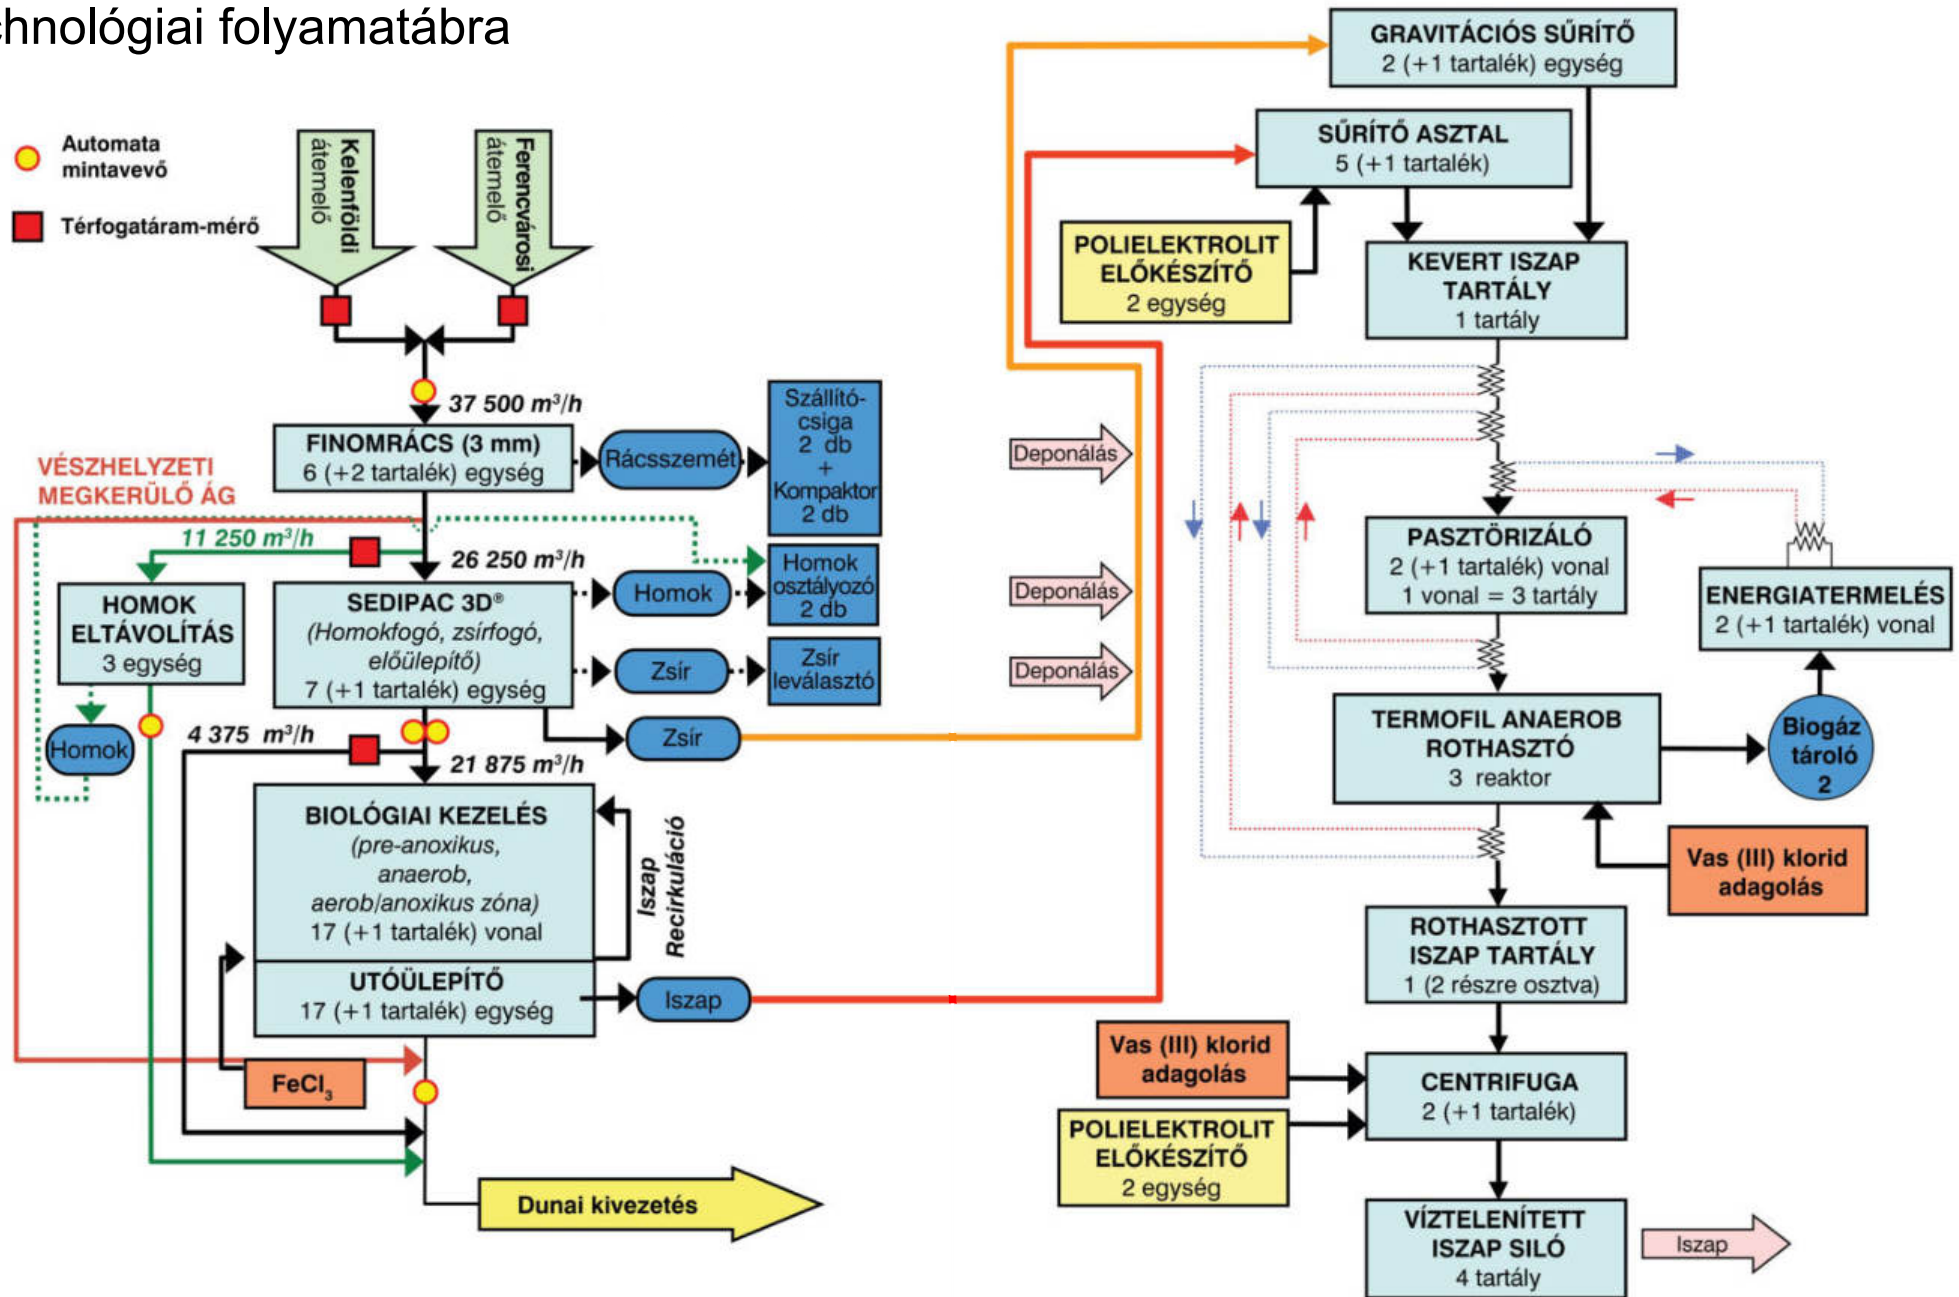 chnológiai folyamatábra
Automata
mintavevő
Térfogatáram-mérő
Kelenföldi
átemelő
Ferencvárosi
átemelő
37 500 m³/h
FINOMRÁCS (3 mm)
6 (+2 tartalék) egység
Rácsszemét
Szállító-
csiga
2 db
+
Kompaktor
2 db
VÉSZHELYZETI
MEGKERÜLŐ ÁG
11 250 m³/h
26 250 m³/h
HOMOK
ELTÁVOLÍTÁS
3 egység
Homok
SEDIPAC 3D®
(Homokfogó, zsírfogó,
előülepítő)
7 (+1 tartalék) egység
Homok
Homok
osztályozó
2 db
Zsír
Zsír
leválasztó
Zsír
4 375 m³/h
21 875 m³/h
BIOLÓGIAI KEZELÉS
(pre-anoxikus,
anaerob,
aerob/anoxikus zóna)
17 (+1 tartalék) vonal
Iszap
Recirkuláció
UTÓÜLEPÍTŐ
17 (+1 tartalék) egység
Iszap
FeCl₃
Dunai kivezetés
Deponálás
Deponálás
Deponálás
GRAVITÁCIÓS SŰRÍTŐ
2 (+1 tartalék) egység
SŰRÍTŐ ASZTAL
5 (+1 tartalék)
POLIELEKTROLIT
ELŐKÉSZÍTŐ
2 egység
KEVERT ISZAP
TARTÁLY
1 tartály
PASZTÖRIZÁLÓ
2 (+1 tartalék) vonal
1 vonal = 3 tartály
ENERGIATERMELÉS
2 (+1 tartalék) vonal
TERMOFIL ANAEROB
ROTHASZTÓ
3 reaktor
Biogáz
tároló
2
Vas (III) klorid
adagolás
ROTHASZTOTT
ISZAP TARTÁLY
1 (2 részre osztva)
Vas (III) klorid
adagolás
CENTRIFUGA
2 (+1 tartalék)
POLIELEKTROLIT
ELŐKÉSZÍTŐ
2 egység
VÍZTELENÍTETT
ISZAP SILÓ
4 tartály
Iszap